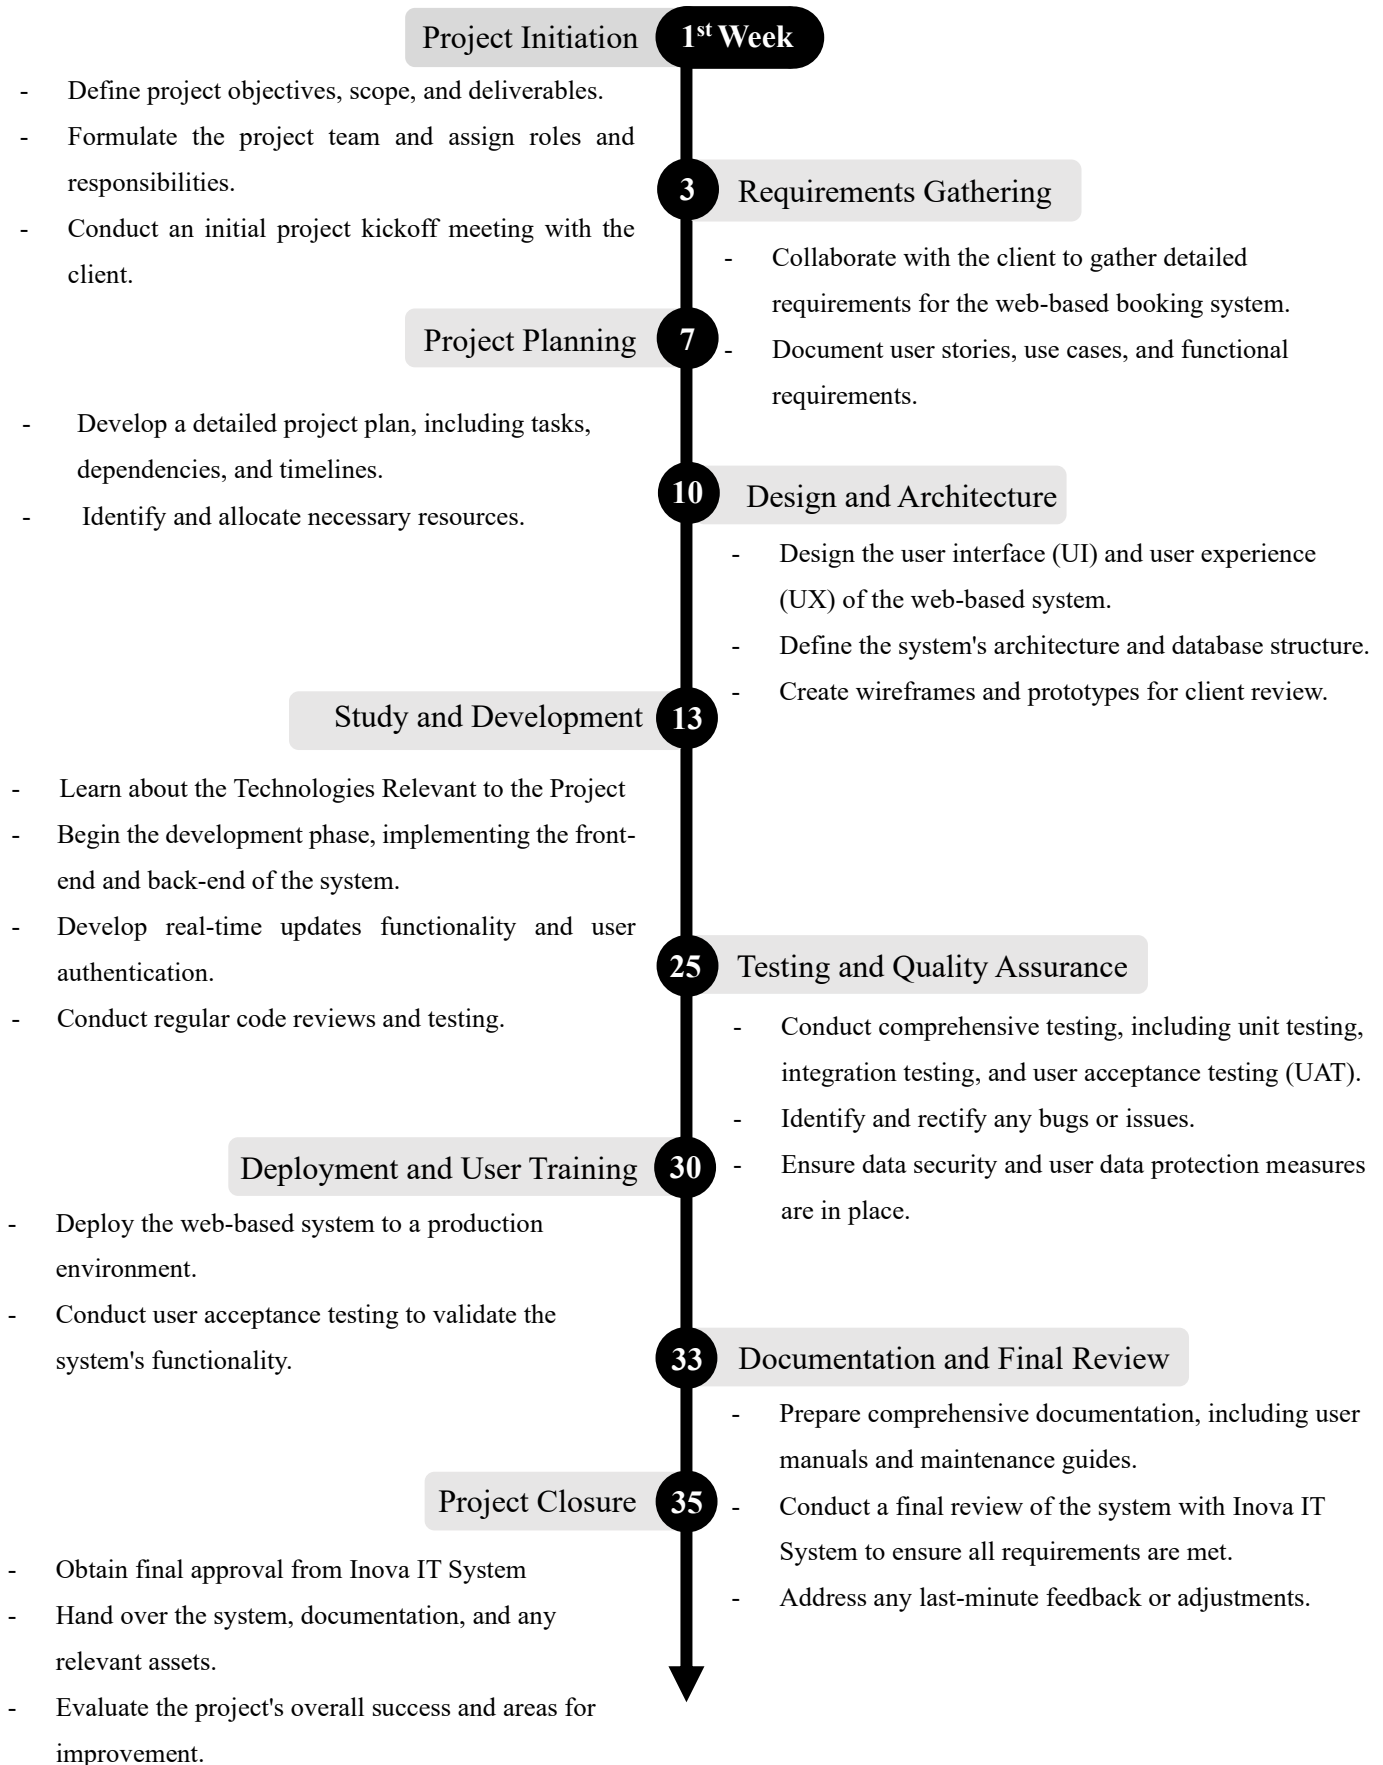 Project Initiation
1st Week
- Define project objectives, scope, and deliverables.
- Formulate the project team and assign roles and
responsibilities.
- Conduct an initial project kickoff meeting with the
client.
3
Requirements Gathering
- Collaborate with the client to gather detailed
requirements for the web-based booking system.
- Document user stories, use cases, and functional
requirements.
Project Planning
7
- Develop a detailed project plan, including tasks,
dependencies, and timelines.
- Identify and allocate necessary resources.
10
Design and Architecture
- Design the user interface (UI) and user experience
(UX) of the web-based system.
- Define the system's architecture and database structure.
- Create wireframes and prototypes for client review.
Study and Development
13
- Learn about the Technologies Relevant to the Project
- Begin the development phase, implementing the front-
end and back-end of the system.
- Develop real-time updates functionality and user
authentication.
- Conduct regular code reviews and testing.
25
Testing and Quality Assurance
- Conduct comprehensive testing, including unit testing,
integration testing, and user acceptance testing (UAT).
- Identify and rectify any bugs or issues.
- Ensure data security and user data protection measures
are in place.
Deployment and User Training
30
- Deploy the web-based system to a production
environment.
- Conduct user acceptance testing to validate the
system's functionality.
33
Documentation and Final Review
- Prepare comprehensive documentation, including user
manuals and maintenance guides.
- Conduct a final review of the system with Inova IT
System to ensure all requirements are met.
- Address any last-minute feedback or adjustments.
Project Closure
35
- Obtain final approval from Inova IT System
- Hand over the system, documentation, and any
relevant assets.
- Evaluate the project's overall success and areas for
improvement.